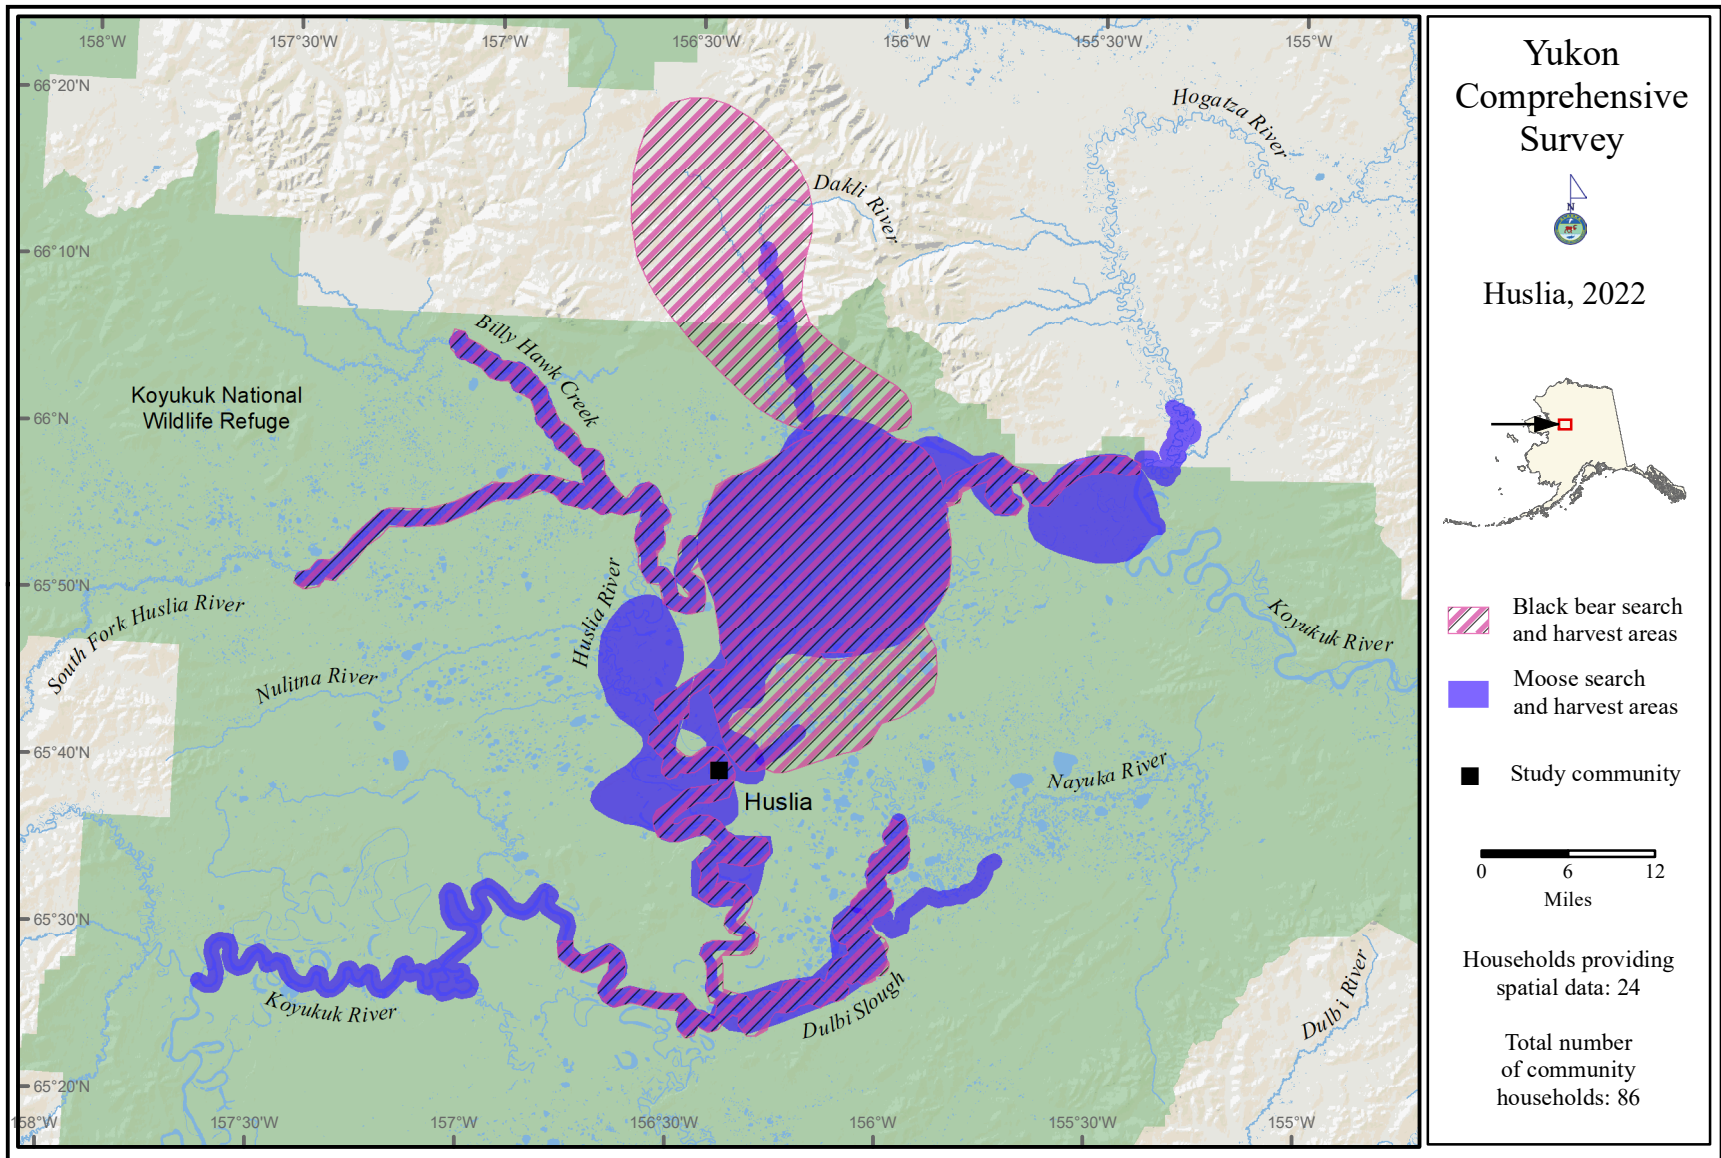 158°W
157°30'W
157°W
156°30'W
156°W
155°30'W
155°W
66°20'N
66°10'N
66°N
65°50'N
65°40'N
65°30'N
65°20'N
158°W
157°30'W
157°W
156°30'W
156°W
155°30'W
155°W
Hogatza River
Dakli River
Billy Hawk Creek
Koyukuk National
Wildlife Refuge
South Fork Huslia River
Huslia River
Nulitna River
Koyukuk River
Nayuka River
Huslia
Koyukuk River
Dulbi Slough
Dulbi River
Yukon
Comprehensive
Survey
N
Huslia, 2022
Black bear search
and harvest areas
Moose search
and harvest areas
Study community
0 6 12
Miles
Households providing
spatial data: 24
Total number
of community
households: 86